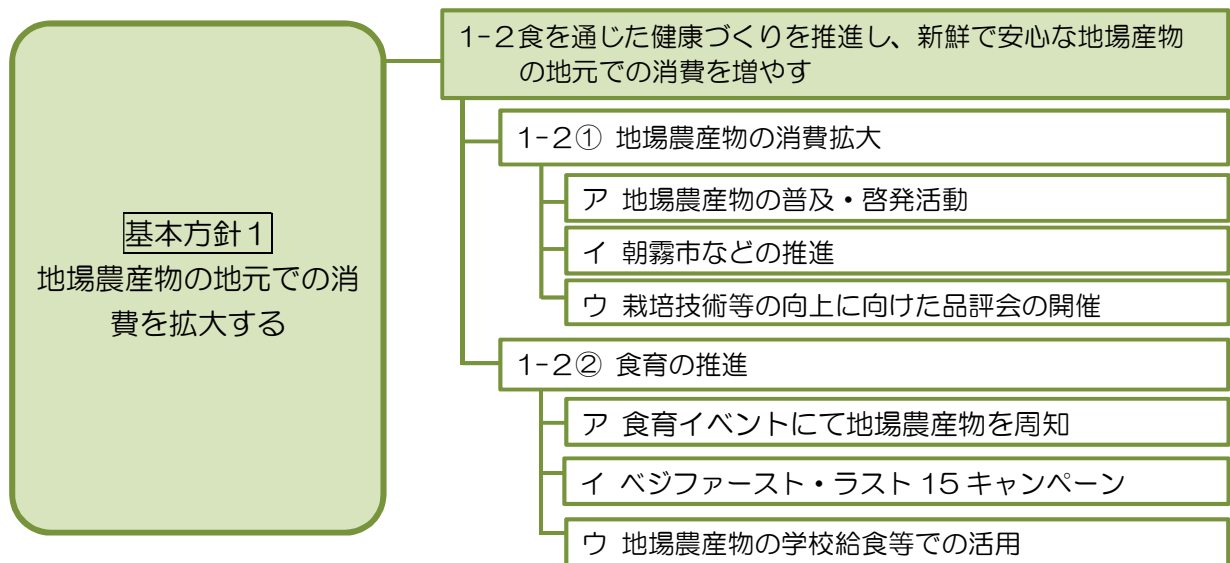 基本方針1
地場農産物の地元での消
費を拡大する
1-2食を通じた健康づくりを推進し、新鮮で安心な地場産物
の地元での消費を増やす
1-2① 地場農産物の消費拡大
ア 地場農産物の普及・啓発活動
イ 朝霧市などの推進
ウ 栽培技術等の向上に向けた品評会の開催
1-2② 食育の推進
ア 食育イベントにて地場農産物を周知
イ ベジファースト・ラスト15キャンペーン
ウ 地場農産物の学校給食等での活用